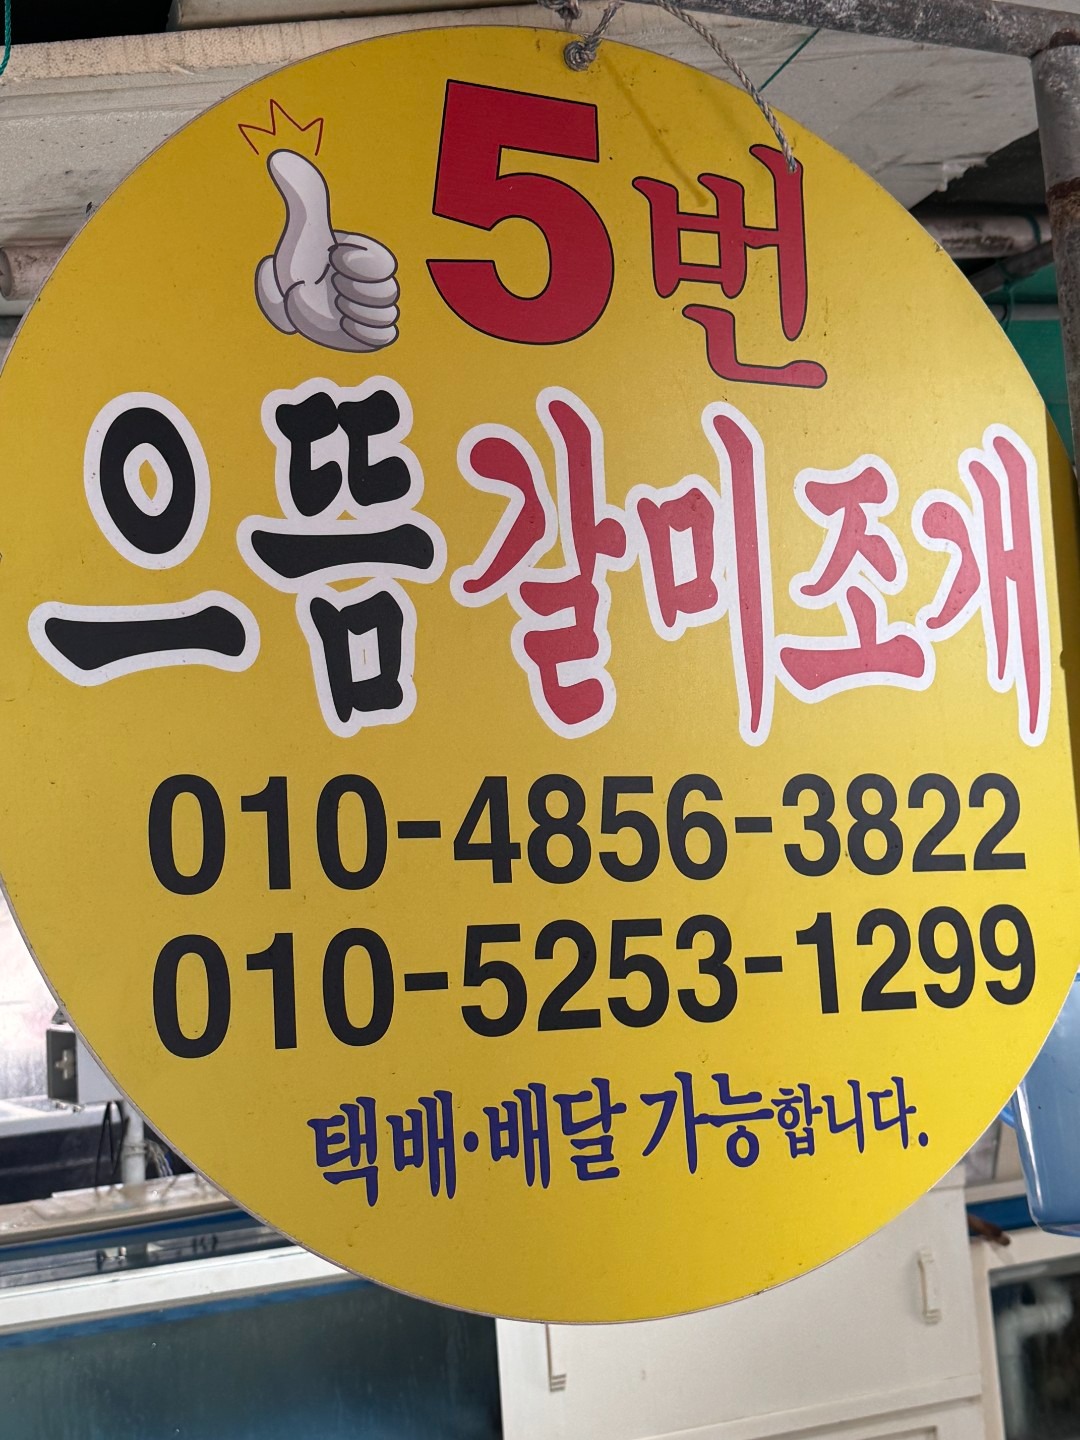 5번
으뜸갈미조개
010-4856-3822
010-5253-1299
택배·배달 가능합니다.